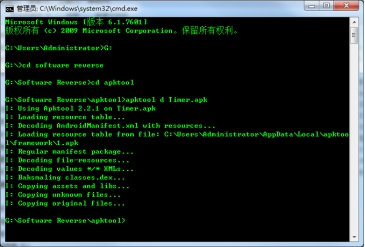 管理员: C:\Windows\system32\cmd.exe
Microsoft Windows [版本 6.1.7601]
版权所有 (c) 2009 Microsoft Corporation。保留所有权利。
C:\Users\Administrator>G:
G:\>cd software reverse
G:\Software Reverse>cd apktool
G:\Software Reverse\apktool>apktool d Timer.apk
I: Using Apktool 2.2.1 on Timer.apk
I: Loading resource table...
I: Decoding AndroidManifest.xml with resources...
I: Loading resource table from file: C:\Users\Administrator\AppData\Local\apktoo
l\framework\1.apk
I: Regular manifest package...
I: Decoding file-resources...
I: Decoding values */* XMLs...
I: Baksmaling classes.dex...
I: Copying assets and libs...
I: Copying unknown files...
I: Copying original files...
G:\Software Reverse\apktool>